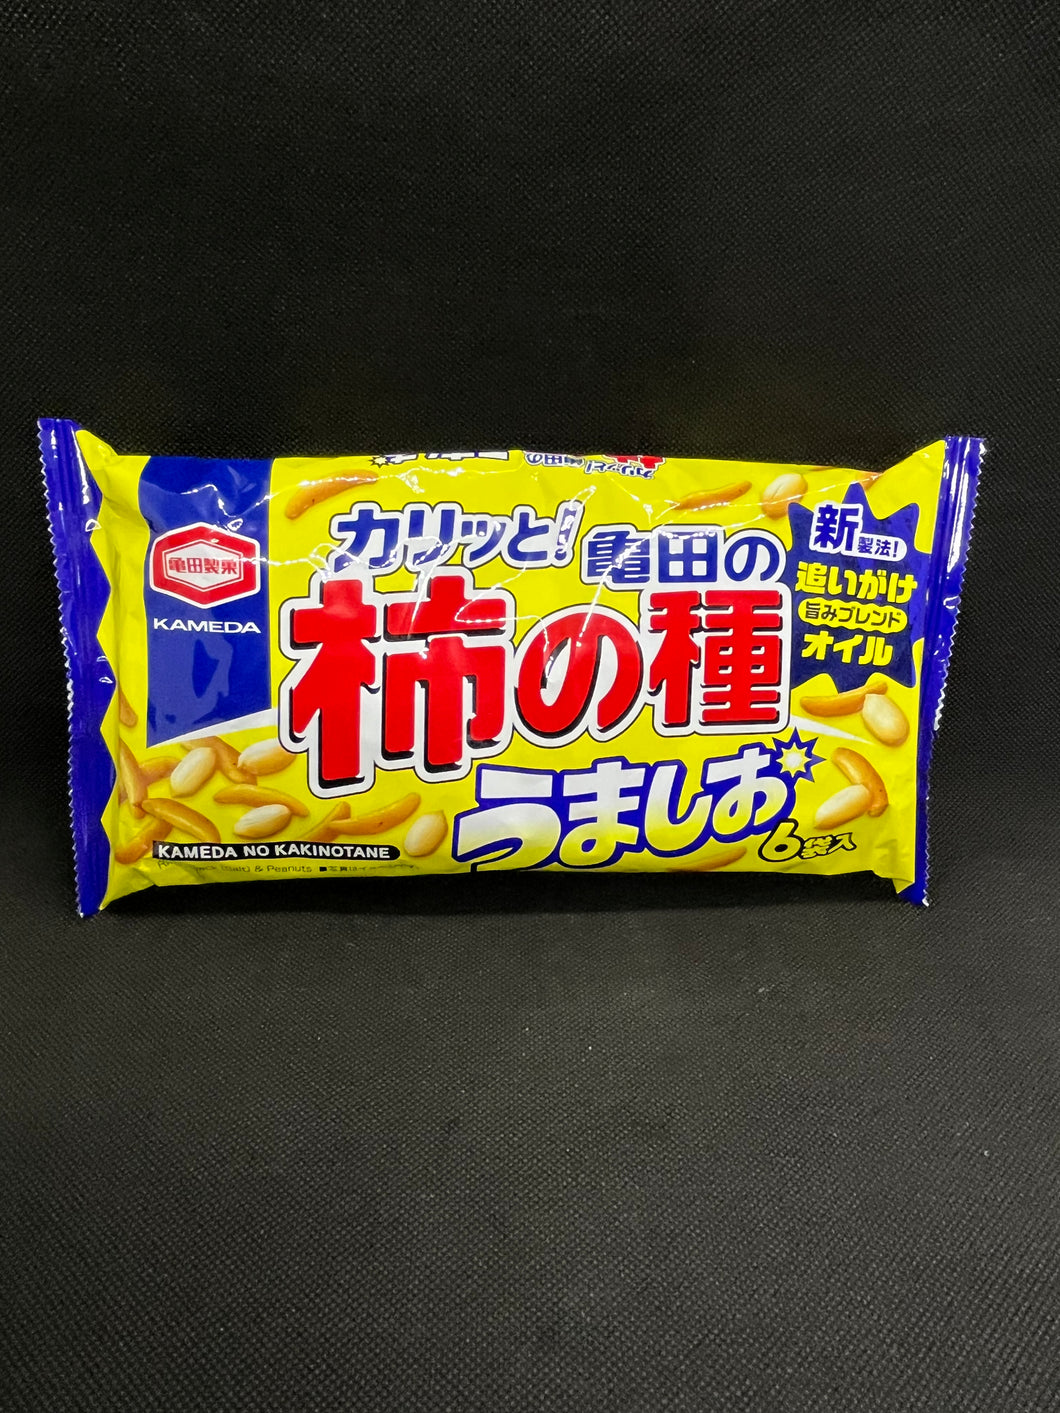 亀田製菓
KAMEDA
カリッと!
亀田の
柿の種
うましお
6袋入
新製法!
追いがけ
旨みブレンド
オイル
KAMEDA NO KAKINOTANE
(Salt) & Peanuts